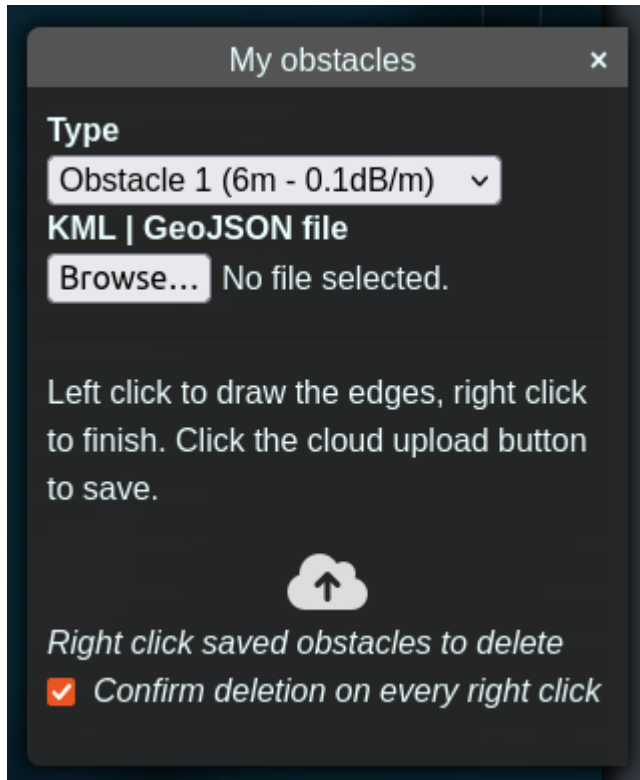 My obstacles ×
Type
Obstacle 1 (6m - 0.1dB/m)
KML | GeoJSON file
Browse... No file selected.
Left click to draw the edges, right click
to finish. Click the cloud upload button
to save.
Right click saved obstacles to delete
Confirm deletion on every right click